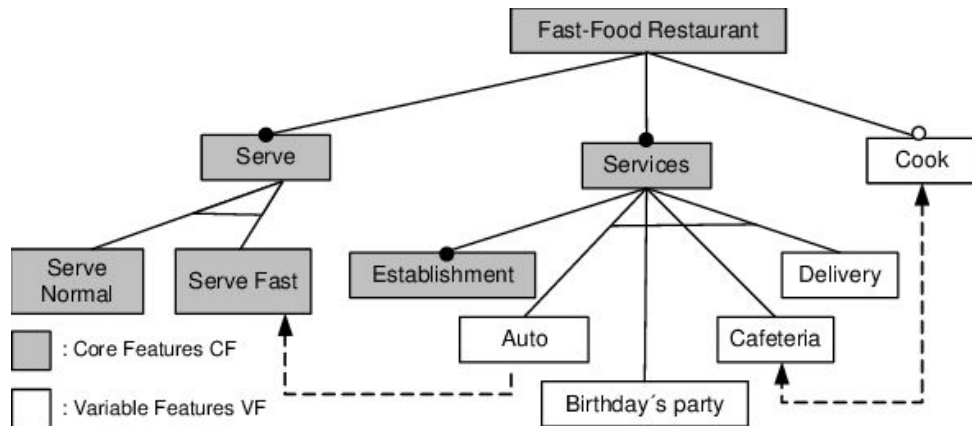 Fast-Food Restaurant
Serve
Services
Cook
Serve
Normal
Serve Fast
Establishment
Delivery
Auto
Cafeteria
Birthday´s party
: Core Features CF
: Variable Features VF